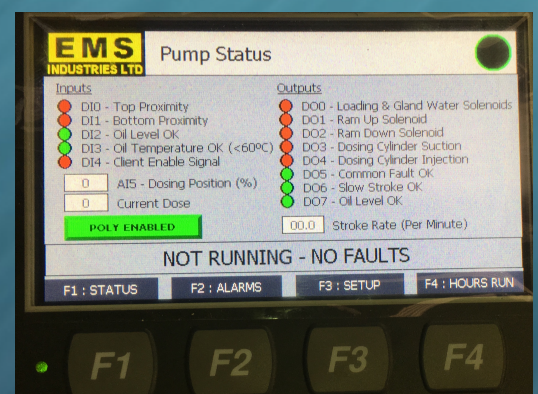 EMS
INDUSTRIES LTD
Pump Status
Inputs
DI0 - Top Proximity
DI1 - Bottom Proximity
DI2 - Oil Level OK
DI3 - Oil Temperature OK (<60ºC)
DI4 - Client Enable Signal
0 AI5 - Dosing Position (%)
0 Current Dose
POLY ENABLED
Outputs
DO0 - Loading & Gland Water Solenoids
DO1 - Ram Up Solenoid
DO2 - Ram Down Solenoid
DO3 - Dosing Cylinder Suction
DO4 - Dosing Cylinder Injection
DO5 - Common Fault OK
DO6 - Slow Stroke OK
DO7 - Oil Level OK
00.0 Stroke Rate (Per Minute)
NOT RUNNING - NO FAULTS
F1 : STATUS F2 : ALARMS F3 : SETUP F4 : HOURS RUN
F1 F2 F3 F4